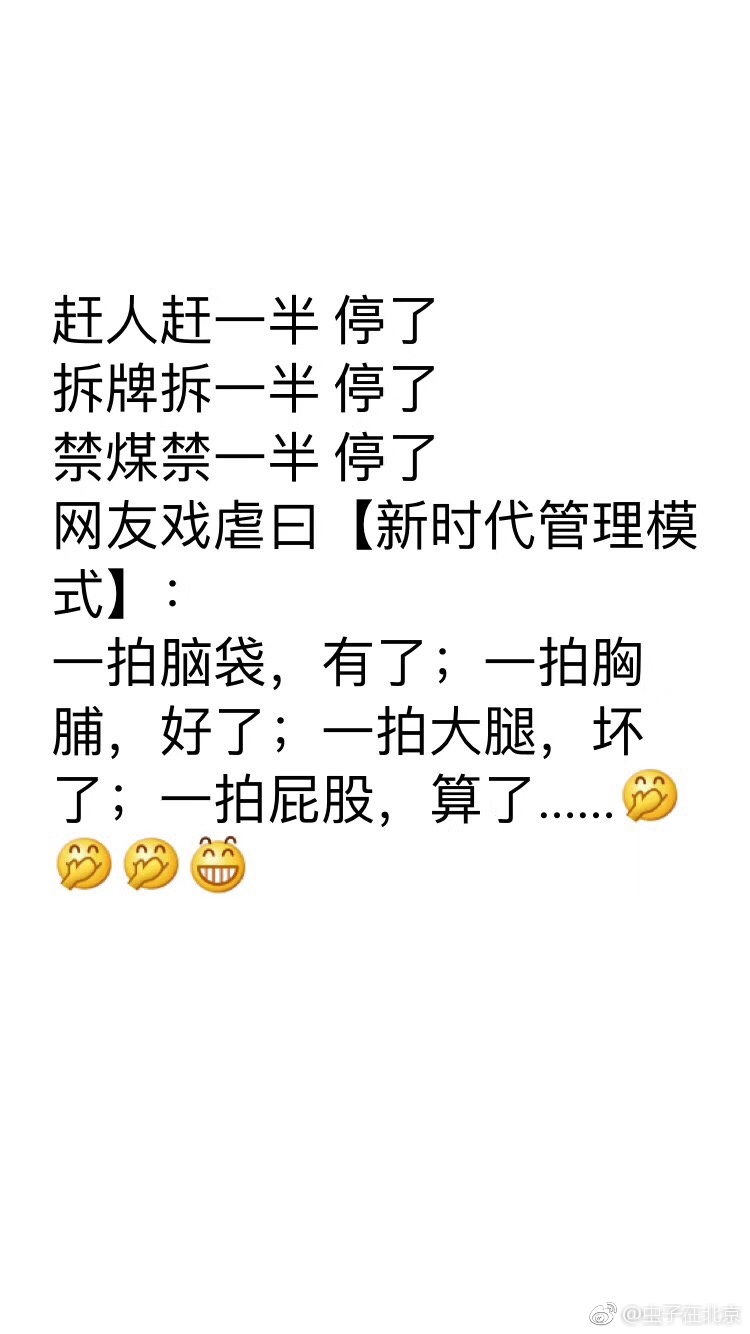 赶人赶一半 停了
拆牌拆一半 停了
禁煤禁一半 停了
网友戏虐曰【新时代管理模
式】：
一拍脑袋，有了；一拍胸
脯，好了；一拍大腿，坏
了；一拍屁股，算了......🤭
🤭🤭😁
@虫子在北京